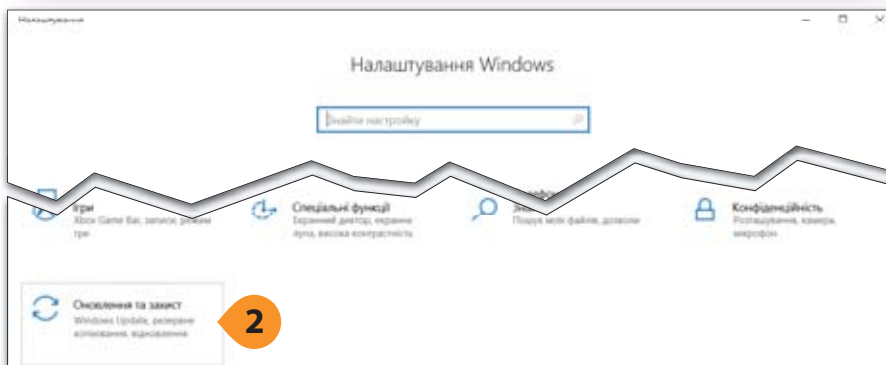 Налаштування
Налаштування Windows
Знайти настройку
Ігри
Xbox Game Bar, записи, режим
гри
Спеціальні функції
Екранний диктор, екранна
лупа, висока контрастність
Пошук моїх файлів, дозволи
Конфіденційність
Розташування, камера,
мікрофон
Оновлення та захист
Windows Update, резервне
копіювання, відновлення
2